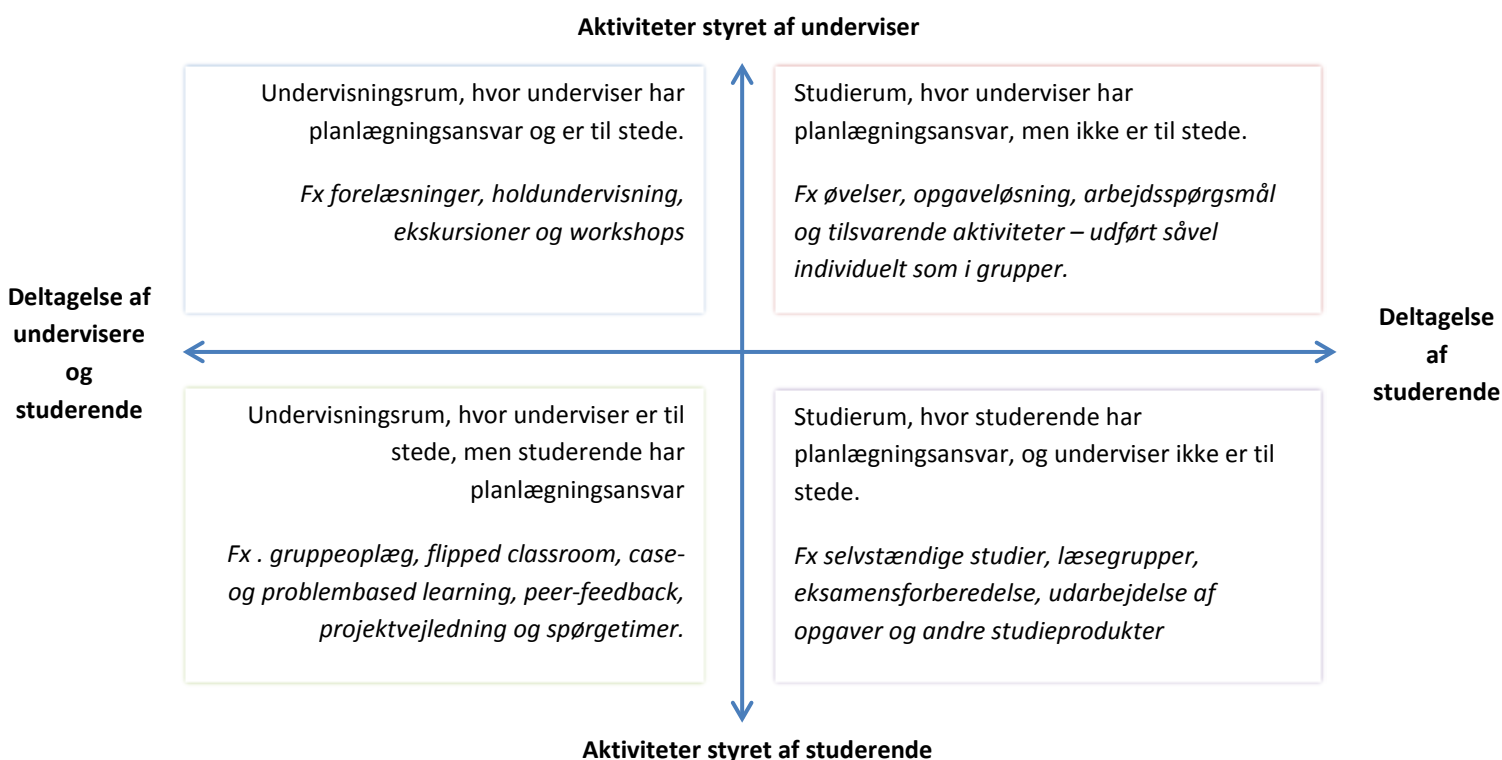 Aktiviteter styret af underviser
Undervisningsrum, hvor underviser har
planlægningsansvar og er til stede.
Fx forelæsninger, holdundervisning,
ekskursioner og workshops
Studierum, hvor underviser har
planlægningsansvar, men ikke er til stede.
Fx øvelser, opgaveløsning, arbejdsspørgsmål
og tilsvarende aktiviteter – udført såvel
individuelt som i grupper.
Deltagelse af
undervisere
og
studerende
Deltagelse
af
studerende
Undervisningsrum, hvor underviser er til
stede, men studerende har
planlægningsansvar
Fx . gruppeoplæg, flipped classroom, case-
og problembased learning, peer-feedback,
projektvejledning og spørgetimer.
Studierum, hvor studerende har
planlægningsansvar, og underviser ikke er til
stede.
Fx selvstændige studier, læsegrupper,
eksamensforberedelse, udarbejdelse af
opgaver og andre studieprodukter
Aktiviteter styret af studerende